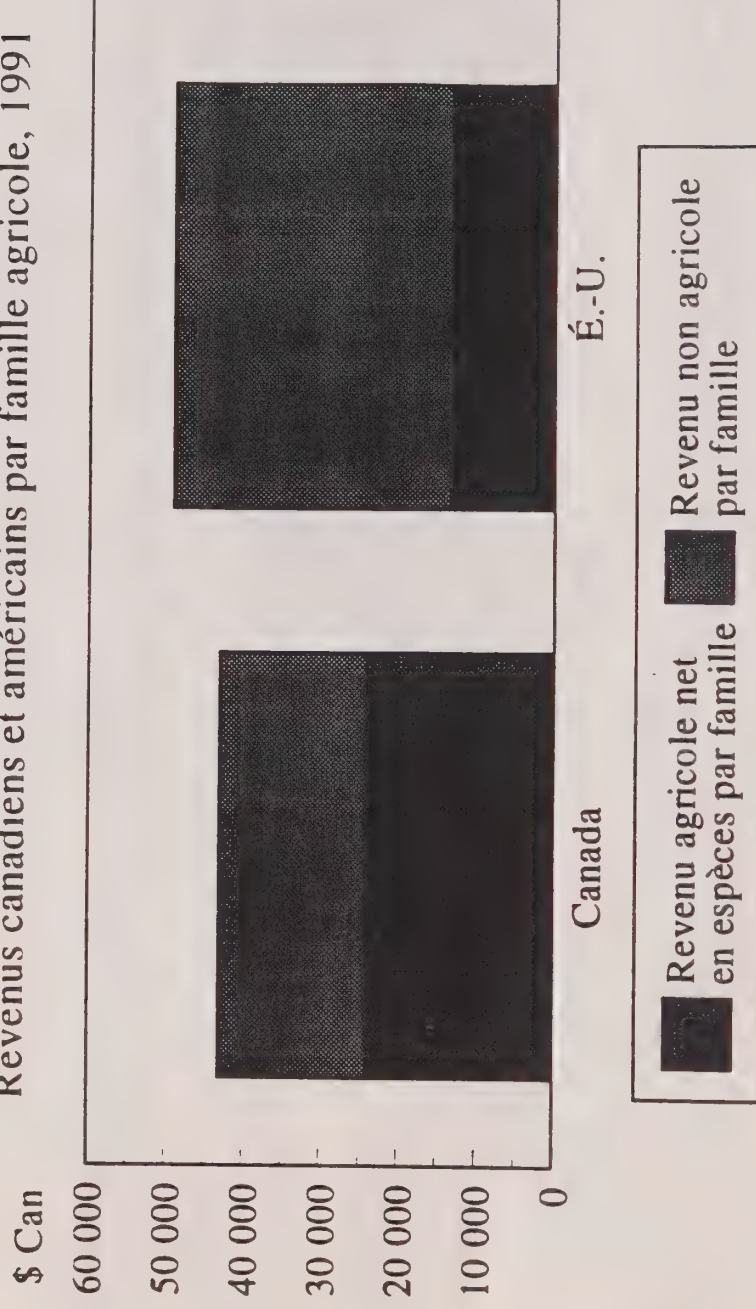 Revenus canadiens et américains par famille agricole, 1991
$ Can
60 000
50 000
40 000
30 000
20 000
10 000
0
Canada
É.-U.
Revenu agricole net
en espèces par famille
Revenu non agricole
par famille